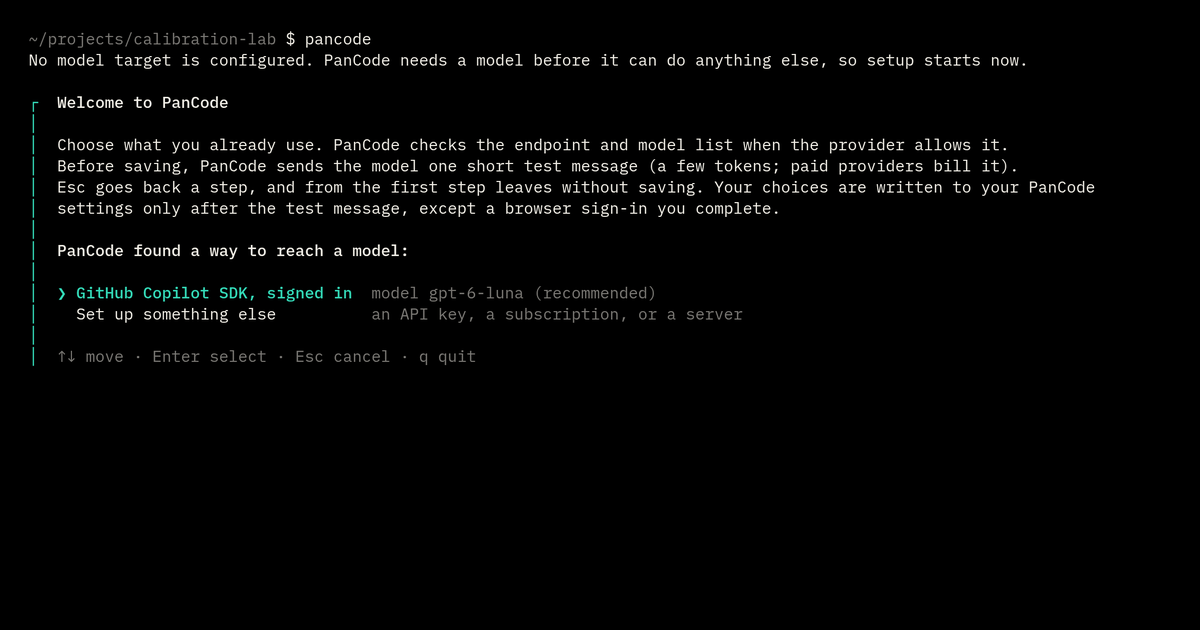 ~/projects/calibration-lab $ pancode
No model target is configured. PanCode needs a model before it can do anything else, so setup starts now.
Welcome to PanCode
Choose what you already use. PanCode checks the endpoint and model list when the provider allows it.
Before saving, PanCode sends the model one short test message (a few tokens; paid providers bill it).
Esc goes back a step, and from the first step leaves without saving. Your choices are written to your PanCode
settings only after the test message, except a browser sign-in you complete.
PanCode found a way to reach a model:
❯ GitHub Copilot SDK, signed in  model gpt-6-luna (recommended)
Set up something else  an API key, a subscription, or a server
↑↓ move · Enter select · Esc cancel · q quit